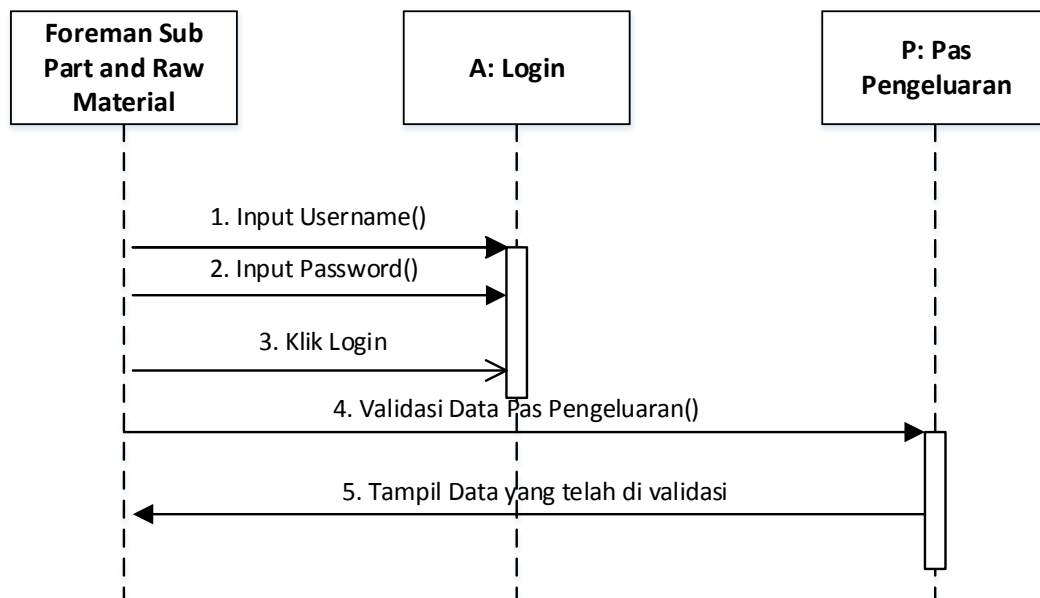 Foreman Sub
Part and Raw
Material
A: Login
P: Pas
Pengeluaran
1. Input Username()
2. Input Password()
3. Klik Login
4. Validasi Data Pas Pengeluaran()
5. Tampil Data yang telah di validasi